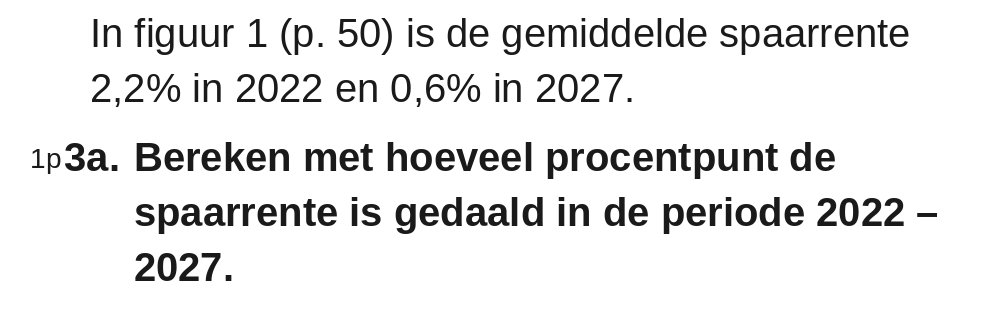 In figuur 1 (p. 50) is de gemiddelde spaarrente
2,2% in 2022 en 0,6% in 2027.
1p3a. Bereken met hoeveel procentpunt de
spaarrente is gedaald in de periode 2022 –
2027.